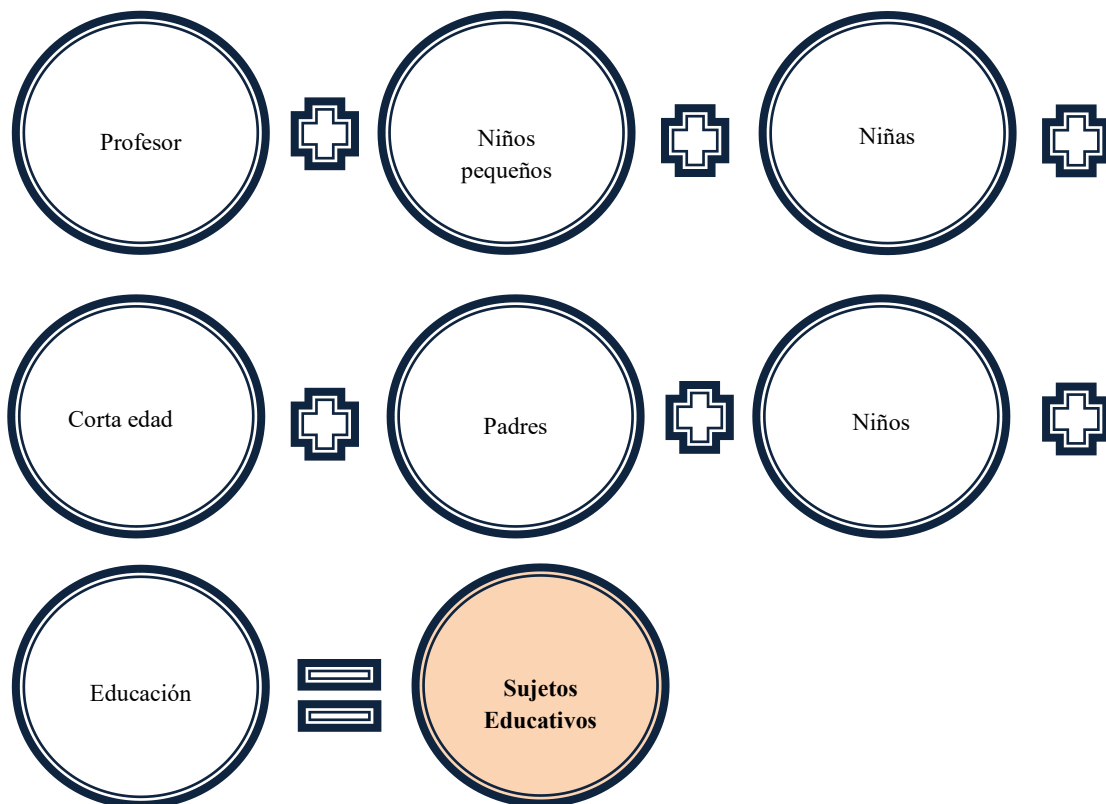 Profesor
Niños
pequeños
Niñas
Corta edad
Padres
Niños
Educación
Sujetos
Educativos